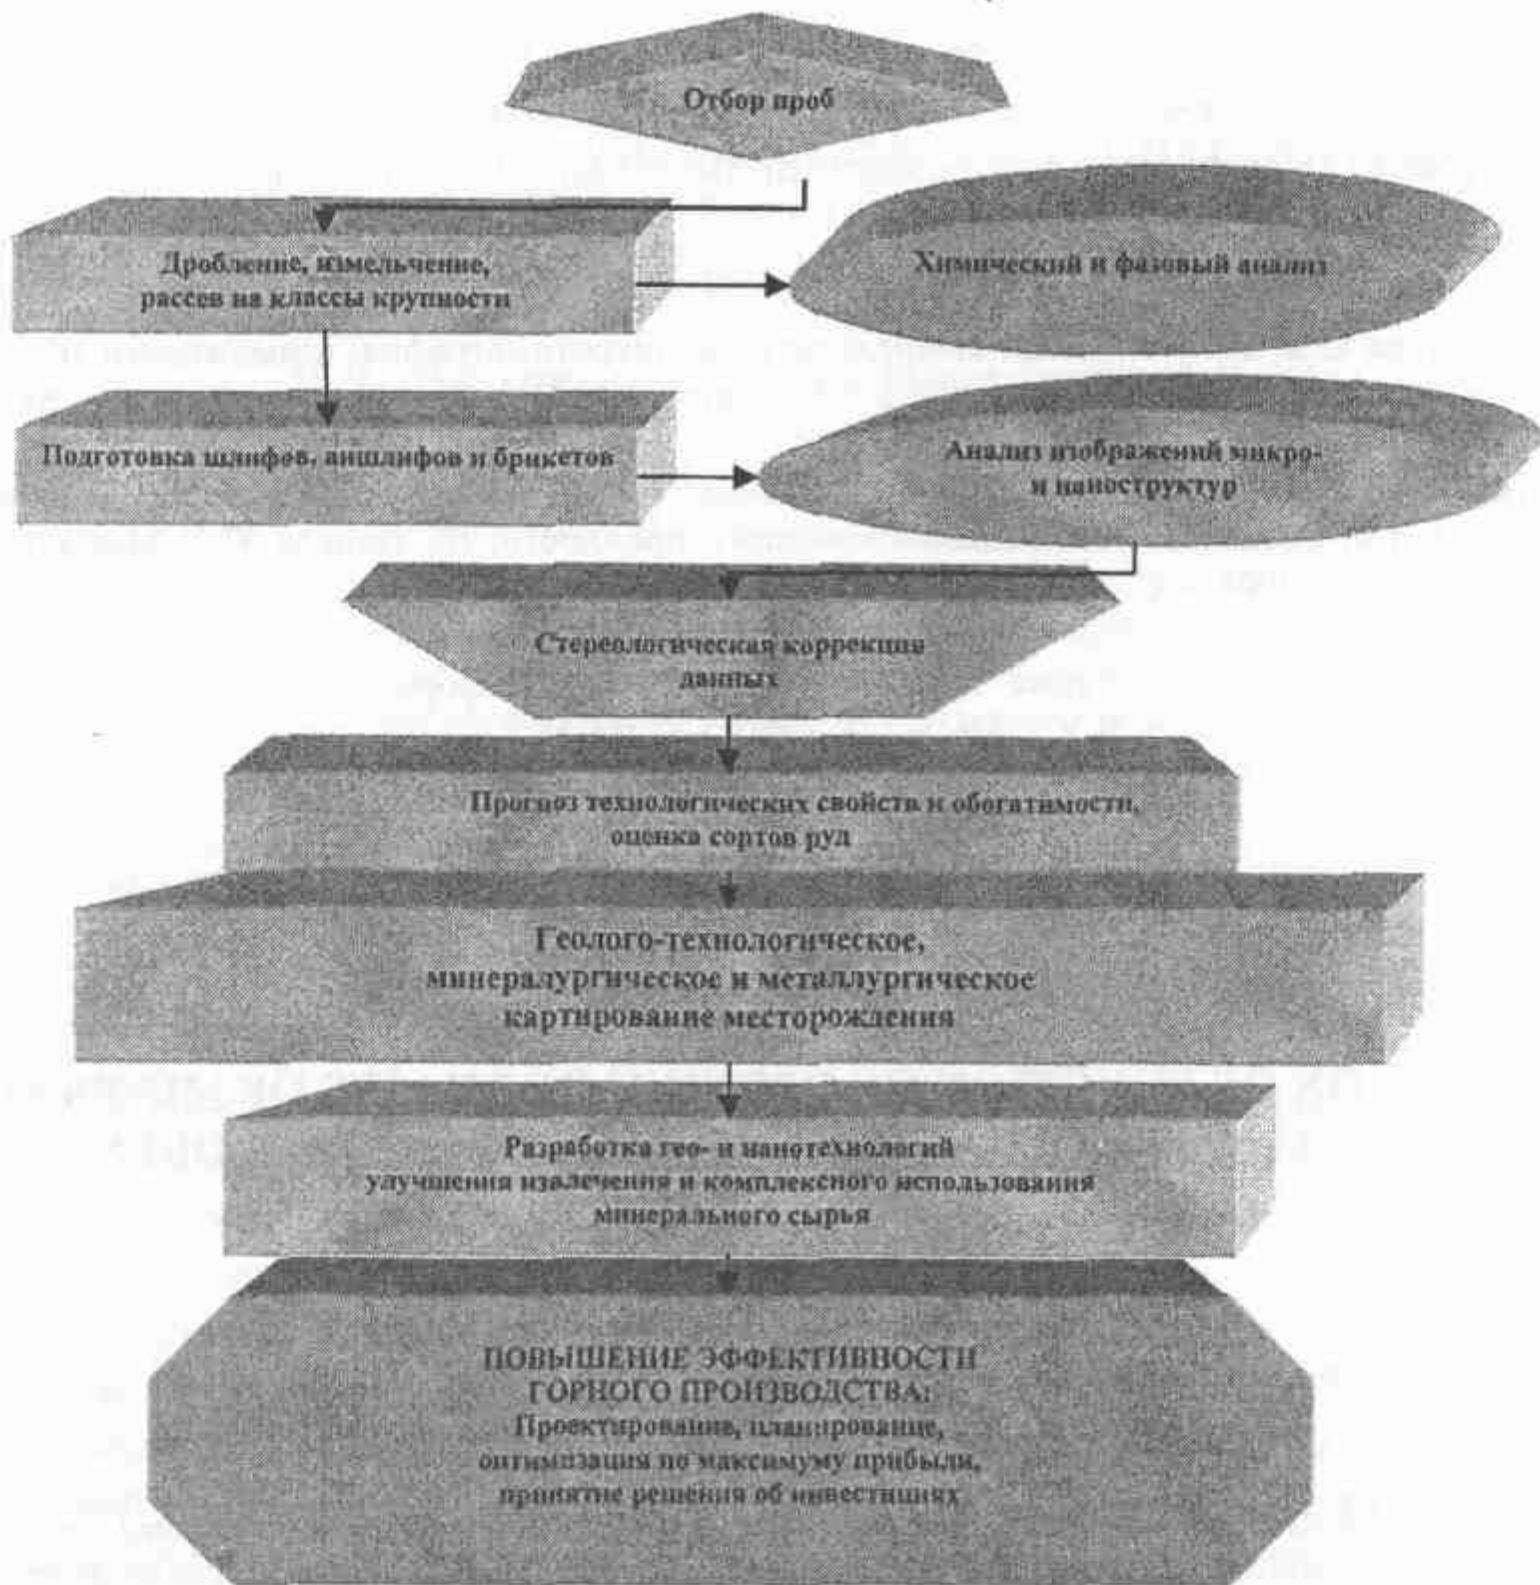 Отбор проб
Дробление, измельчение,
рассев на классы крупности
Химический и фазовый анализ
Подготовка шлифов, аншлифов и брикетов
Анализ изображений микро-
и наноструктур
Стереологическая коррекция
данных
Прогноз технологических свойств и обогатимости,
оценка сортов руд
Геолого-технологическое,
минералургическое и металлургическое
картирование месторождения
Разработка гео- и нанотехнологий
улучшения извлечения и комплексного использования
минерального сырья
ПОВЫШЕНИЕ ЭФФЕКТИВНОСТИ
ГОРНОГО ПРОИЗВОДСТВА:
Проектирование, планирование,
оптимизация по максимуму прибыли,
принятие решения об инвестициях